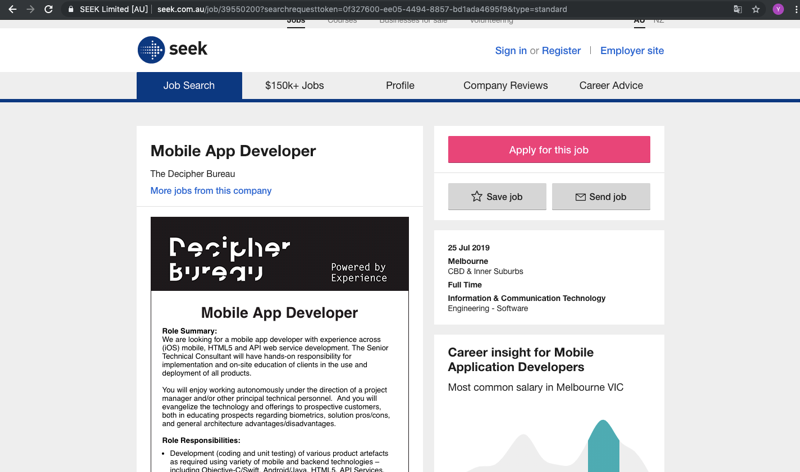 SEEK Limited [AU] | seek.com.au/job/39550200?searchrequesttoken=0f327600-ee05-4494-8857-bd1ada4695f9&type=standard
Y
Jobs Courses Businesses for sale Volunteering AU NZ
seek
Sign in or Register | Employer site
Job Search $150k+ Jobs Profile Company Reviews Career Advice
Mobile App Developer
The Decipher Bureau
More jobs from this company
Decipher
Bureau
Powered by
Experience
Mobile App Developer
Role Summary:
We are looking for a mobile app developer with experience across
(iOS) mobile, HTML5 and API web service development. The Senior
Technical Consultant will have hands-on responsibility for
implementation and on-site education of clients in the use and
deployment of all products.
You will enjoy working autonomously under the direction of a project
manager and/or other principal technical personnel. And you will
evangelize the technology and offerings to prospective customers,
both in educating prospects regarding biometrics, solution pros/cons,
and general architecture advantages/disadvantages.
Role Responsibilities:
• Development (coding and unit testing) of various product artefacts
as required using variety of mobile and backend technologies –
including Objective-C/Swift, Android/Java, HTML5, API Services,
Apply for this job
Save job
Send job
25 Jul 2019
Melbourne
CBD & Inner Suburbs
Full Time
Information & Communication Technology
Engineering - Software
Career insight for Mobile
Application Developers
Most common salary in Melbourne VIC